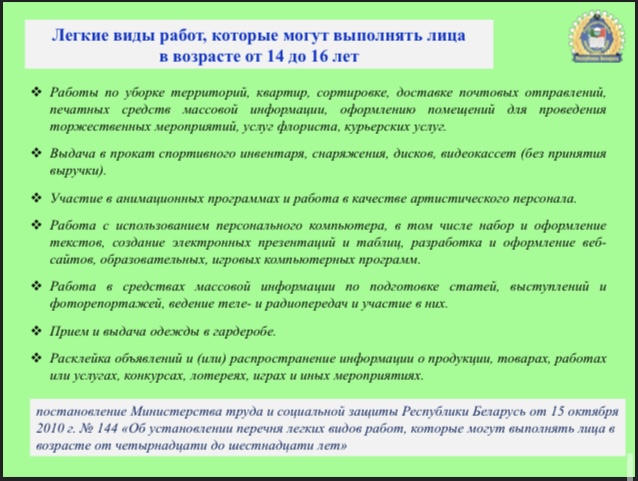 Легкие виды работ, которые могут выполнять лица
в возрасте от 14 до 16 лет
Республика Беларусь
❖ Работы по уборке территорий, квартир, сортировке, доставке почтовых отправлений,
печатных средств массовой информации, оформлению помещений для проведения
торжественных мероприятий, услуг флориста, курьерских услуг.
❖ Выдача в прокат спортивного инвентаря, снаряжения, дисков, видеокассет (без принятия
выручки).
❖ Участие в анимационных программах и работа в качестве артистического персонала.
❖ Работа с использованием персонального компьютера, в том числе набор и оформление
текстов, создание электронных презентаций и таблиц, разработка и оформление веб-
сайтов, образовательных, игровых компьютерных программ.
❖ Работа в средствах массовой информации по подготовке статей, выступлений и
фоторепортажей, ведение теле- и радиопередач и участие в них.
❖ Прием и выдача одежды в гардеробе.
❖ Расклейка объявлений и (или) распространение информации о продукции, товарах, работах
или услугах, конкурсах, лотереях, играх и иных мероприятиях.
постановление Министерства труда и социальной защиты Республики Беларусь от 15 октября
2010 г. № 144 «Об установлении перечня легких видов работ, которые могут выполнять лица в
возрасте от четырнадцати до шестнадцати лет»